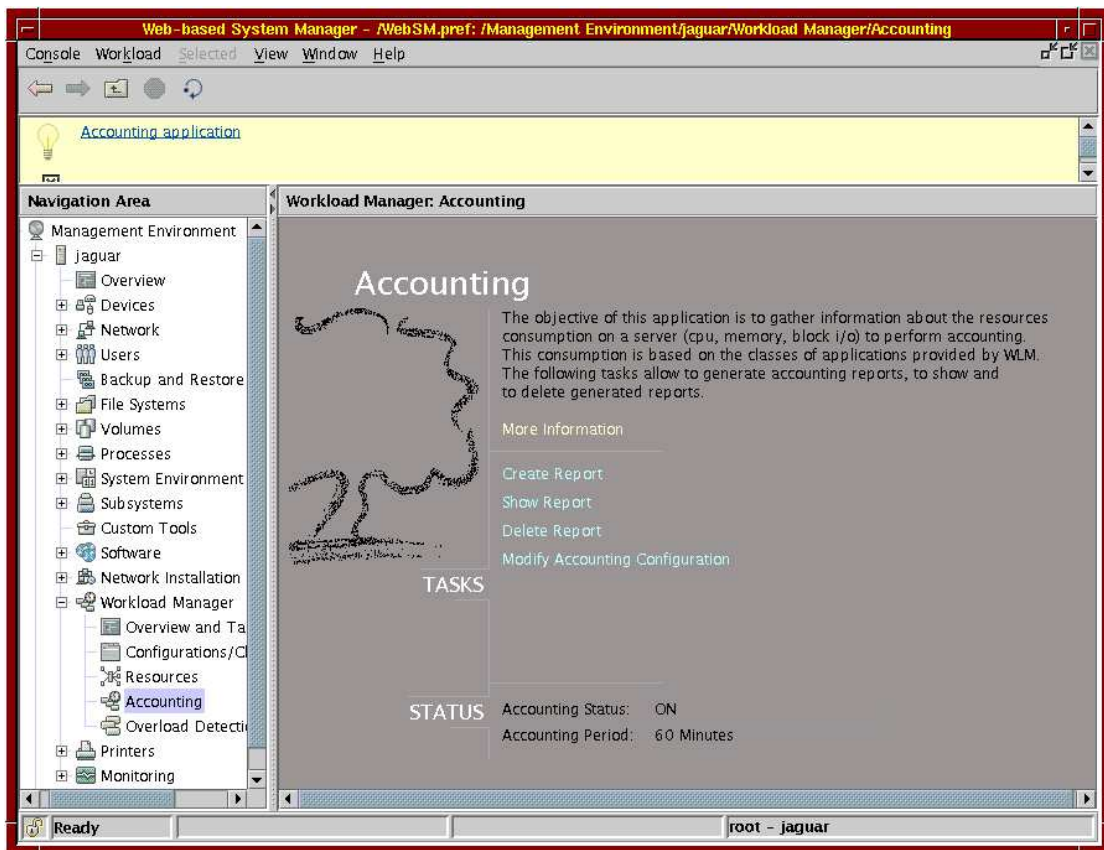 Web-based System Manager - /WebSM.pref: /Management Environment/jaguar/Workload Manager/Accounting
Console Workload Selected View Window Help
Accounting application
Navigation Area
Management Environment
jaguar
Overview
Devices
Network
Users
Backup and Restore
File Systems
Volumes
Processes
System Environment
Subsystems
Custom Tools
Software
Network Installation
Workload Manager
Overview and Ta
Configurations/Cl
Resources
Accounting
Overload Detecti
Printers
Monitoring
Workload Manager: Accounting
Accounting
The objective of this application is to gather information about the resources
consumption on a server (cpu, memory, block i/o) to perform accounting.
This consumption is based on the classes of applications provided by WLM.
The following tasks allow to generate accounting reports, to show and
to delete generated reports.
More Information
Create Report
Show Report
Delete Report
Modify Accounting Configuration
TASKS
STATUS
Accounting Status: ON
Accounting Period: 60 Minutes
Ready
root - jaguar